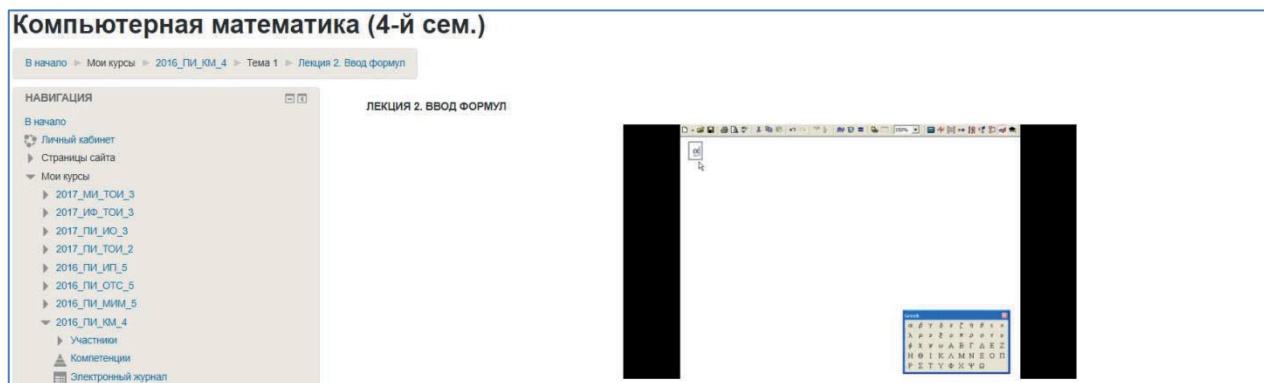 Компьютерная математика (4-й сем.)
В начало Мои курсы 2016_ПИ_КМ_4 Тема 1 Лекция 2. Ввод формул
НАВИГАЦИЯ
В начало
Личный кабинет
Страницы сайта
Мои курсы
2017_МИ_ТОИ_3
2017_ИФ_ТОИ_3
2017_ПИ_ИО_3
2017_ПИ_ТОИ_2
2016_ПИ_ИП_5
2016_ПИ_ОТС_5
2016_ПИ_МИМ_5
2016_ПИ_КМ_4
Участники
Компетенции
Электронный журнал
ЛЕКЦИЯ 2. ВВОД ФОРМУЛ
100%
α
Greek
α β γ δ
φ χ ψ ω Α Β Γ Δ Ε Ζ
Η Θ Ι Κ Λ Μ Ν Ξ Ο Π
Ρ Σ Τ Υ Φ Χ Ψ Ω